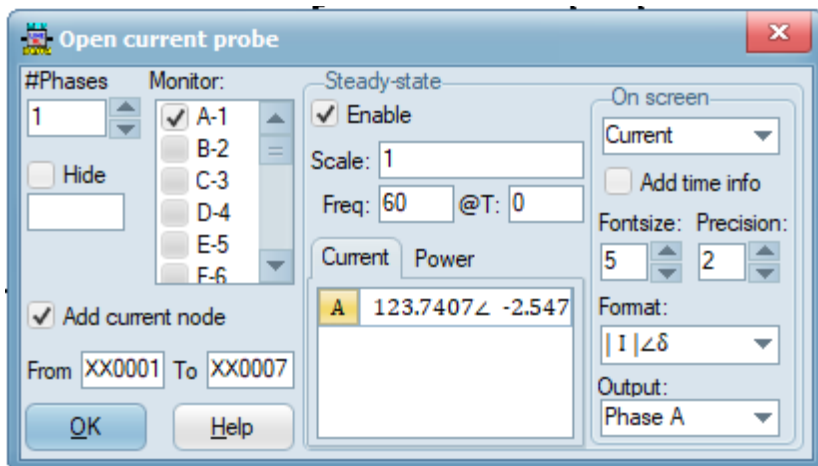 Open current probe
#Phases
1
Hide
Monitor:
A-1
B-2
C-3
D-4
E-5
F-6
Add current node
From XX0001 To XX0007
OK
Help
Steady-state
Enable
Scale: 1
Freq: 60 @T: 0
Current Power
A 123.7407∠ -2.547
On screen
Current
Add time info
Fontsize: Precision:
5 2
Format:
| I |∠δ
Output:
Phase A